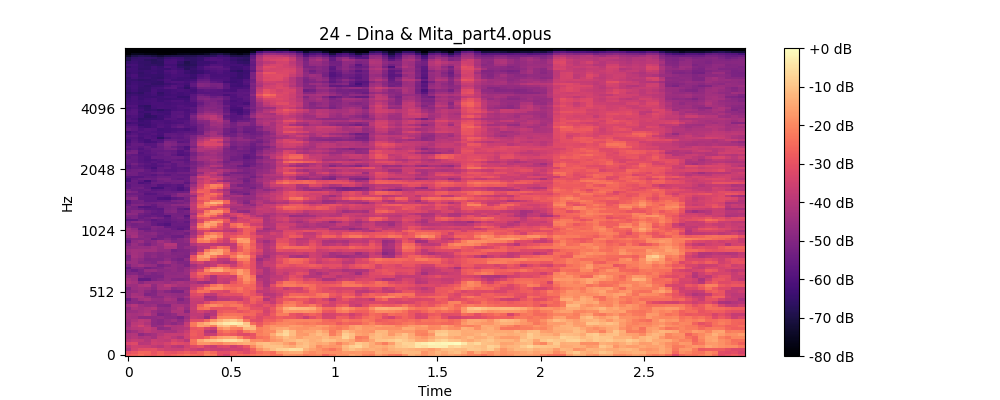 24 - Dina & Mita_part4.opus
Hz
4096
2048
1024
512
0
0
0.5
1
1.5
2
2.5
Time
+0 dB
-10 dB
-20 dB
-30 dB
-40 dB
-50 dB
-60 dB
-70 dB
-80 dB